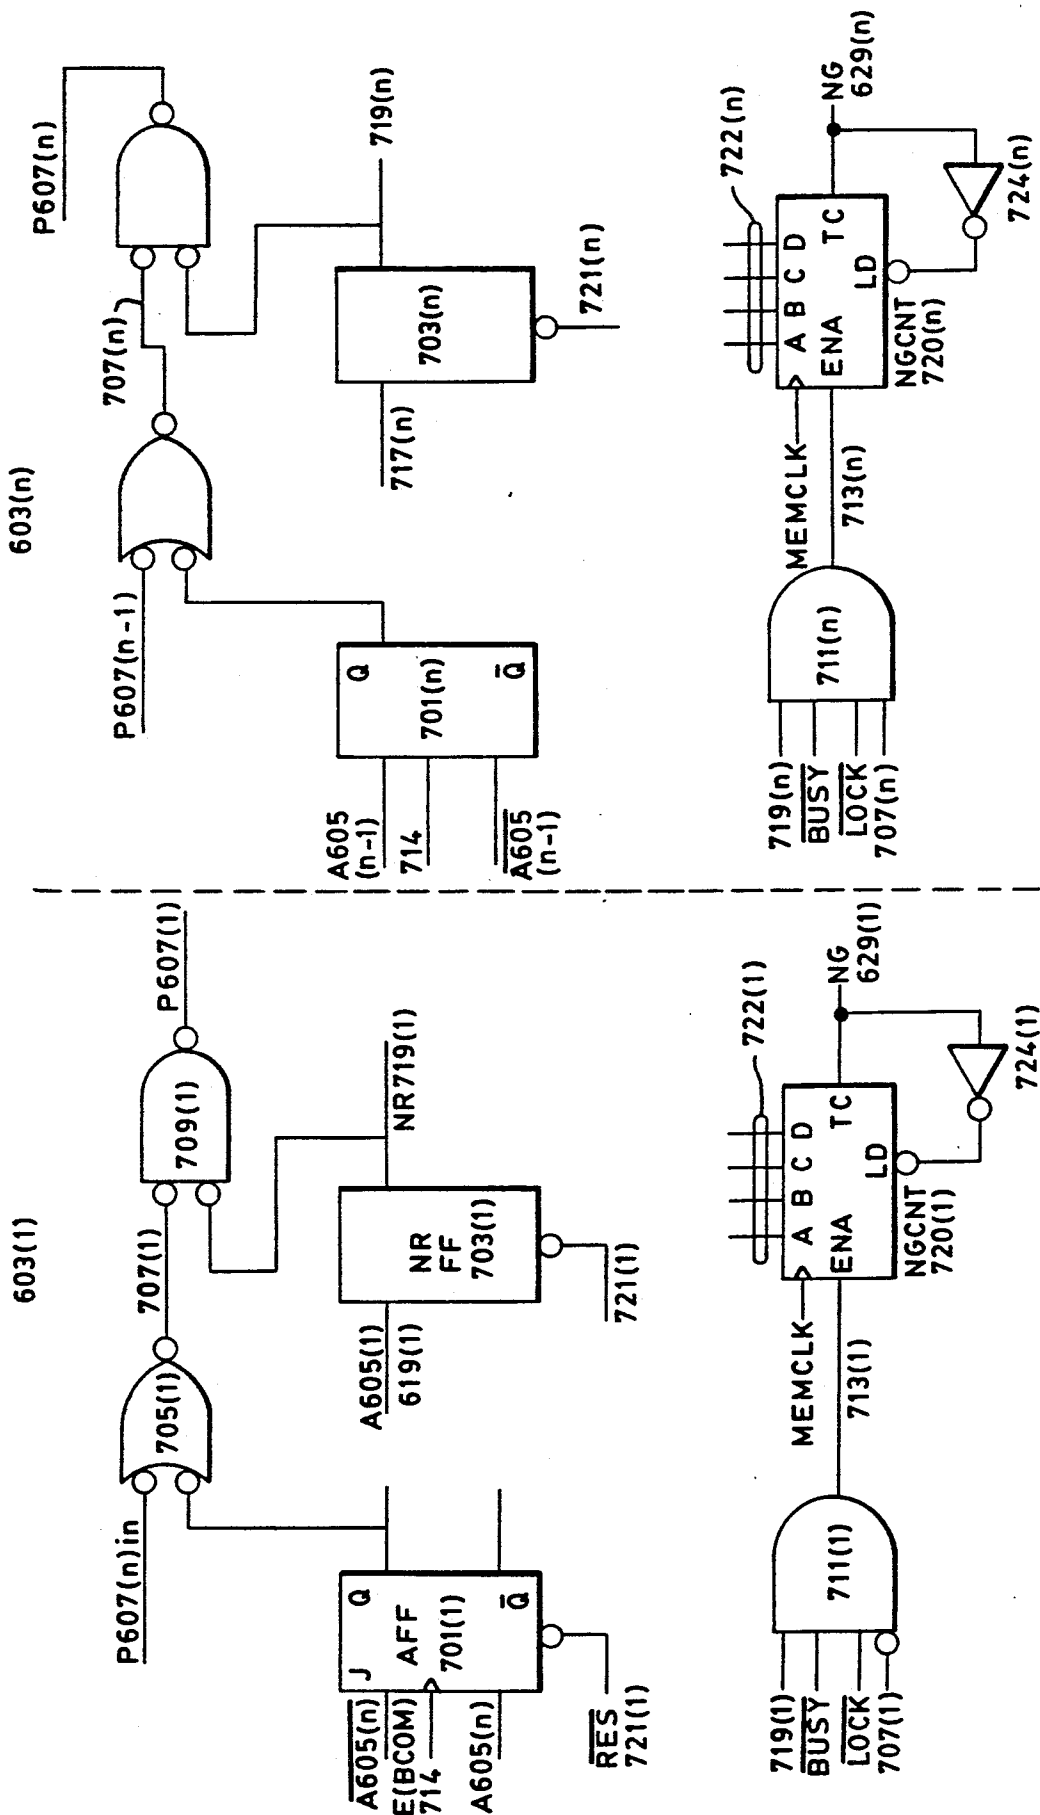 603(1)
P607(n)in
705(1)
707(1)
709(1)
P607(1)
A605(n)
E(BCOM)
714
A605(n)
J
Q
AFF
701(1)
Q
RES
721(1)
A605(1)
619(1)
NR
FF
703(1)
NR719(1)
721(1)
719(1)
BUSY
LOCK
707(1)
711(1)
713(1)
MEMCLK
722(1)
A B C D
ENA TC
LD
NGCNT
720(1)
NG
629(1)
724(1)
603(n)
P607(n-1)
707(n)
P607(n)
A605
(n-1)
714
A605
(n-1)
Q
701(n)
Q
717(n)
703(n)
719(n)
721(n)
719(n)
BUSY
LOCK
707(n)
711(n)
713(n)
MEMCLK
722(n)
A B C D
ENA TC
LD
NGCNT
720(n)
NG
629(n)
724(n)